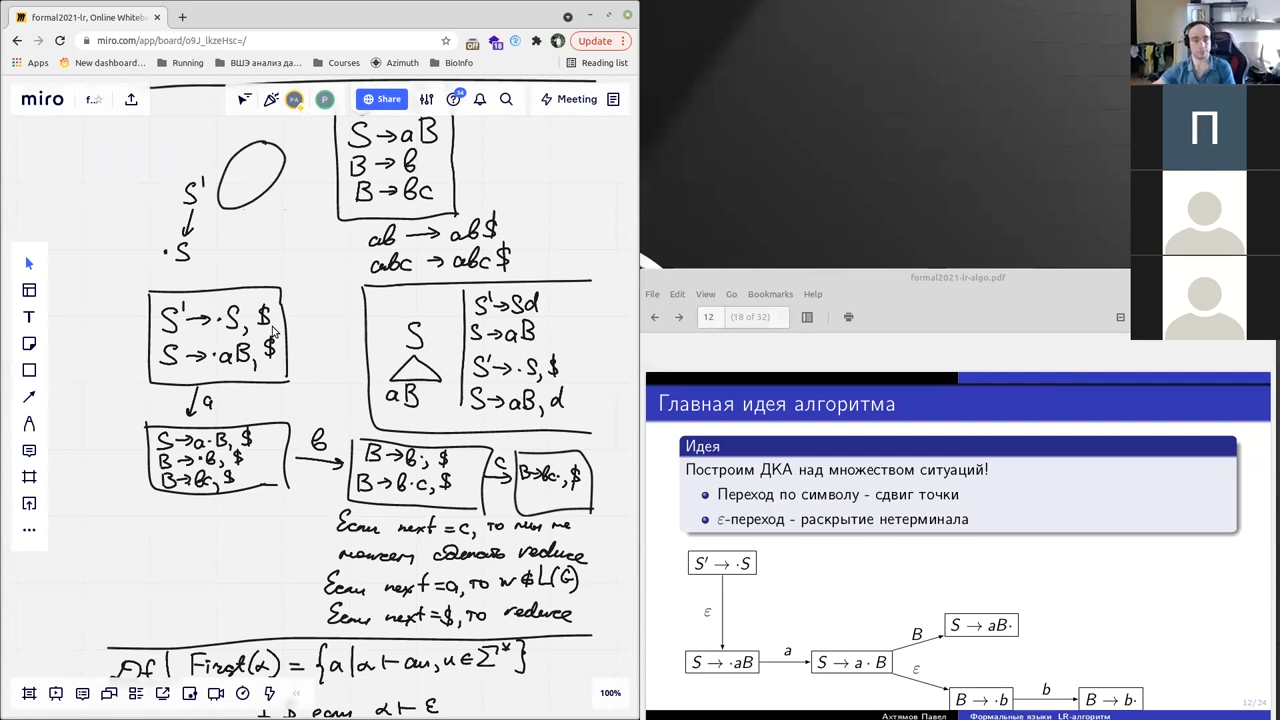 formal2021-lr, Online Whitebo
miro.com/app/board/o9J_lkzeHsc=/
Update
Apps
New dashboard...
Running
ВШЭ анализ да...
Courses
Azimuth
BioInfo
Reading list
miro
f...
Share
Meeting
S → aB
B → b
B → bc
ab → ab$
abc → abc$
S'
·S
S' → ·S, $
S → ·aB, $
a
S → a·B, $
B → ·b, $
B → bc, $
b
S
aB
S' → Sd
S → aB
S' → ·S, $
S → aB, d
B → b·, $
B → b·c, $
c
B → bc·, $
Если next = c, то мы не
можем сделать reduce
Если next = a, то w ∉ L(G)
Если next = $, то reduce
First(α) = {a | α ⊢ au, u ∈ Σ*}
если α ⊢ ε
100%
П
formal2021-lr-algo.pdf
File Edit View Go Bookmarks Help
12 (18 of 32)
Главная идея алгоритма
Идея
Построим ДКА над множеством ситуаций!
Переход по символу - сдвиг точки
ε-переход - раскрытие нетерминала
S′ → ·S
ε
S → ·aB
a
S → a · B
B
S → aB·
ε
B → ·b
b
B → b·
Ахтямов Павел
Формальные языки LR-алгоритм
12/24